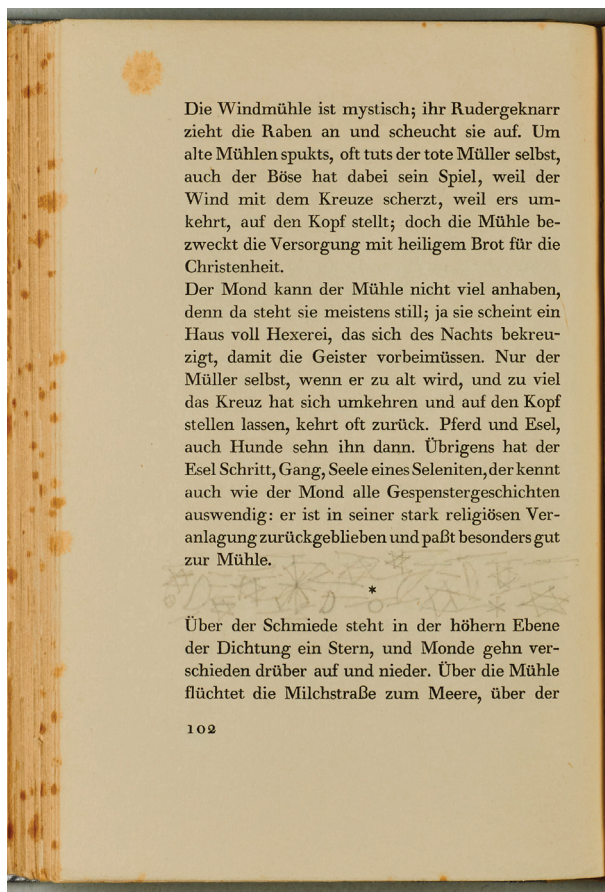 Die Windmühle ist mystisch; ihr Rudergeknarr
zieht die Raben an und scheucht sie auf. Um
alte Mühlen spukts, oft tuts der tote Müller selbst,
auch der Böse hat dabei sein Spiel, weil der
Wind mit dem Kreuze scherzt, weil ers um-
kehrt, auf den Kopf stellt; doch die Mühle be-
zweckt die Versorgung mit heiligem Brot für die
Christenheit.
Der Mond kann der Mühle nicht viel anhaben,
denn da steht sie meistens still; ja sie scheint ein
Haus voll Hexerei, das sich des Nachts bekreu-
zigt, damit die Geister vorbeimüssen. Nur der
Müller selbst, wenn er zu alt wird, und zu viel
das Kreuz hat sich umkehren und auf den Kopf
stellen lassen, kehrt oft zurück. Pferd und Esel,
auch Hunde sehn ihn dann. Übrigens hat der
Esel Schritt, Gang, Seele eines Seleniten, der kennt
auch wie der Mond alle Gespenstergeschichten
auswendig: er ist in seiner stark religiösen Ver-
anlagung zurückgeblieben und paßt besonders gut
zur Mühle.
*
Über der Schmiede steht in der höhern Ebene
der Dichtung ein Stern, und Monde gehn ver-
schieden drüber auf und nieder. Über die Mühle
flüchtet die Milchstraße zum Meere, über der
102